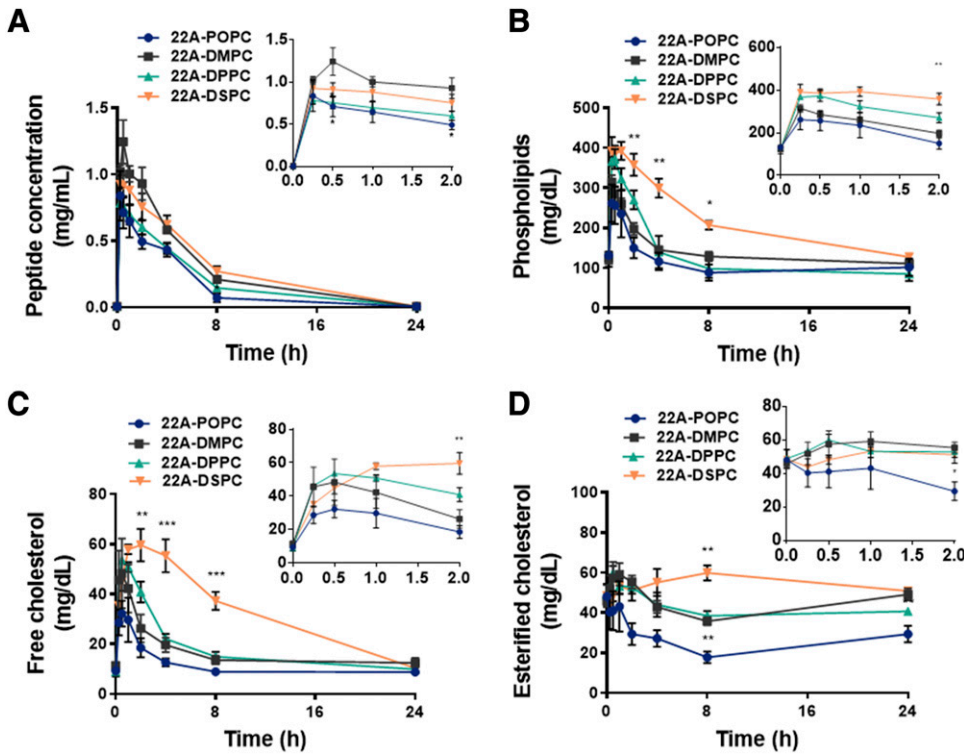 A
22A-POPC
22A-DMPC
22A-DPPC
22A-DSPC
Peptide concentration
(mg/mL)
1.5
1.0
0.5
0.0
0
8
16
24
Time (h)
1.5
1.0
0.5
0.0
*
*
0.0
0.5
1.0
1.5
2.0
B
22A-POPC
22A-DMPC
22A-DPPC
22A-DSPC
Phospholipids
(mg/dL)
500
400
300
200
100
0
**
**
*
0
8
16
24
Time (h)
600
400
200
0
**
0.0
0.5
1.0
1.5
2.0
C
22A-POPC
22A-DMPC
22A-DPPC
22A-DSPC
Free cholesterol
(mg/dL)
80
60
40
20
0
**
***
***
0
8
16
24
Time (h)
80
60
40
20
0
**
0.0
0.5
1.0
1.5
2.0
D
22A-POPC
22A-DMPC
22A-DPPC
22A-DSPC
Esterified cholesterol
(mg/dL)
100
80
60
40
20
0
**
**
0
8
16
24
Time (h)
80
60
40
20
0
*
0.0
0.5
1.0
1.5
2.0